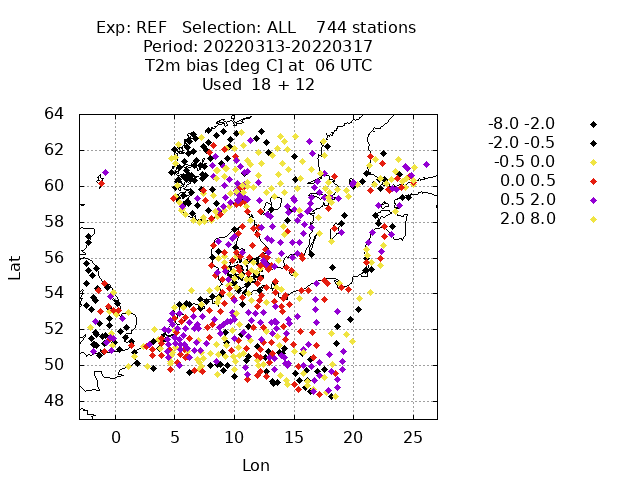 Exp: REF   Selection: ALL    744 stations
Period: 20220313-20220317
T2m bias [deg C] at  06 UTC
Used  18 + 12
64
62
60
58
56
54
52
50
48
Lat
0 5 10 15 20 25
Lon
-8.0 -2.0
-2.0 -0.5
-0.5 0.0
0.0 0.5
0.5 2.0
2.0 8.0